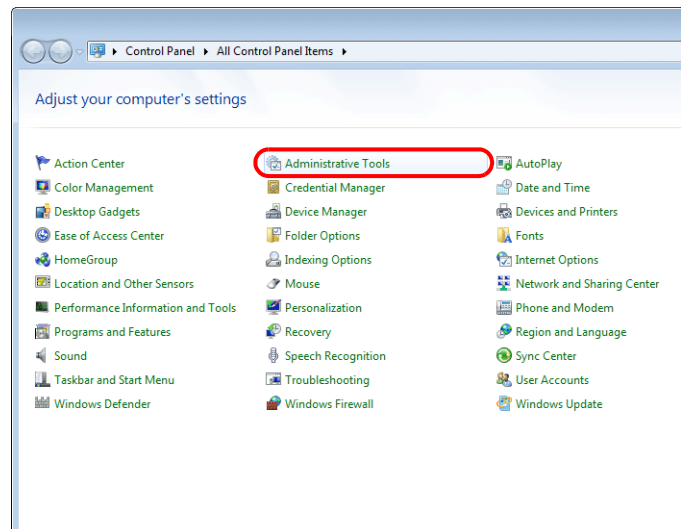 Control Panel All Control Panel Items
Adjust your computer's settings
Action Center
Administrative Tools
AutoPlay
Color Management
Credential Manager
Date and Time
Desktop Gadgets
Device Manager
Devices and Printers
Ease of Access Center
Folder Options
Fonts
HomeGroup
Indexing Options
Internet Options
Location and Other Sensors
Mouse
Network and Sharing Center
Performance Information and Tools
Personalization
Phone and Modem
Programs and Features
Recovery
Region and Language
Sound
Speech Recognition
Sync Center
Taskbar and Start Menu
Troubleshooting
User Accounts
Windows Defender
Windows Firewall
Windows Update